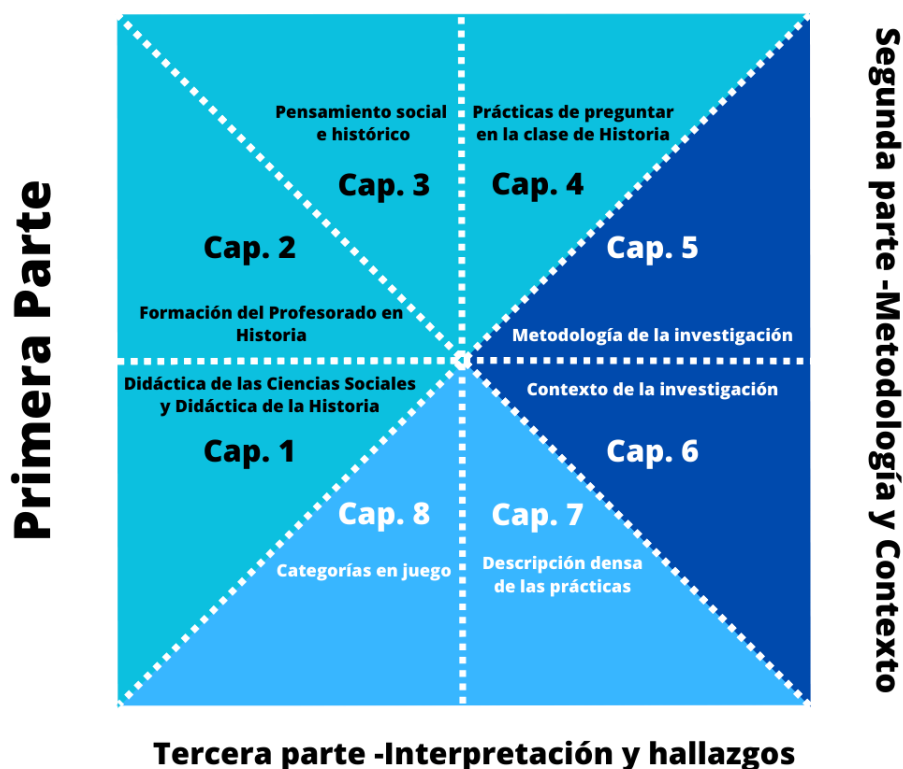 Primera Parte
Pensamiento social
e histórico
Cap. 3
Prácticas de preguntar
en la clase de Historia
Cap. 4
Cap. 2
Formación del Profesorado en
Historia
Cap. 5
Metodología de la investigación
Didáctica de las Ciencias Sociales
y Didáctica de la Historia
Cap. 1
Contexto de la investigación
Cap. 6
Cap. 8
Categorías en juego
Cap. 7
Descripción densa
de las prácticas
Segunda parte -Metodología y Contexto
Tercera parte -Interpretación y hallazgos